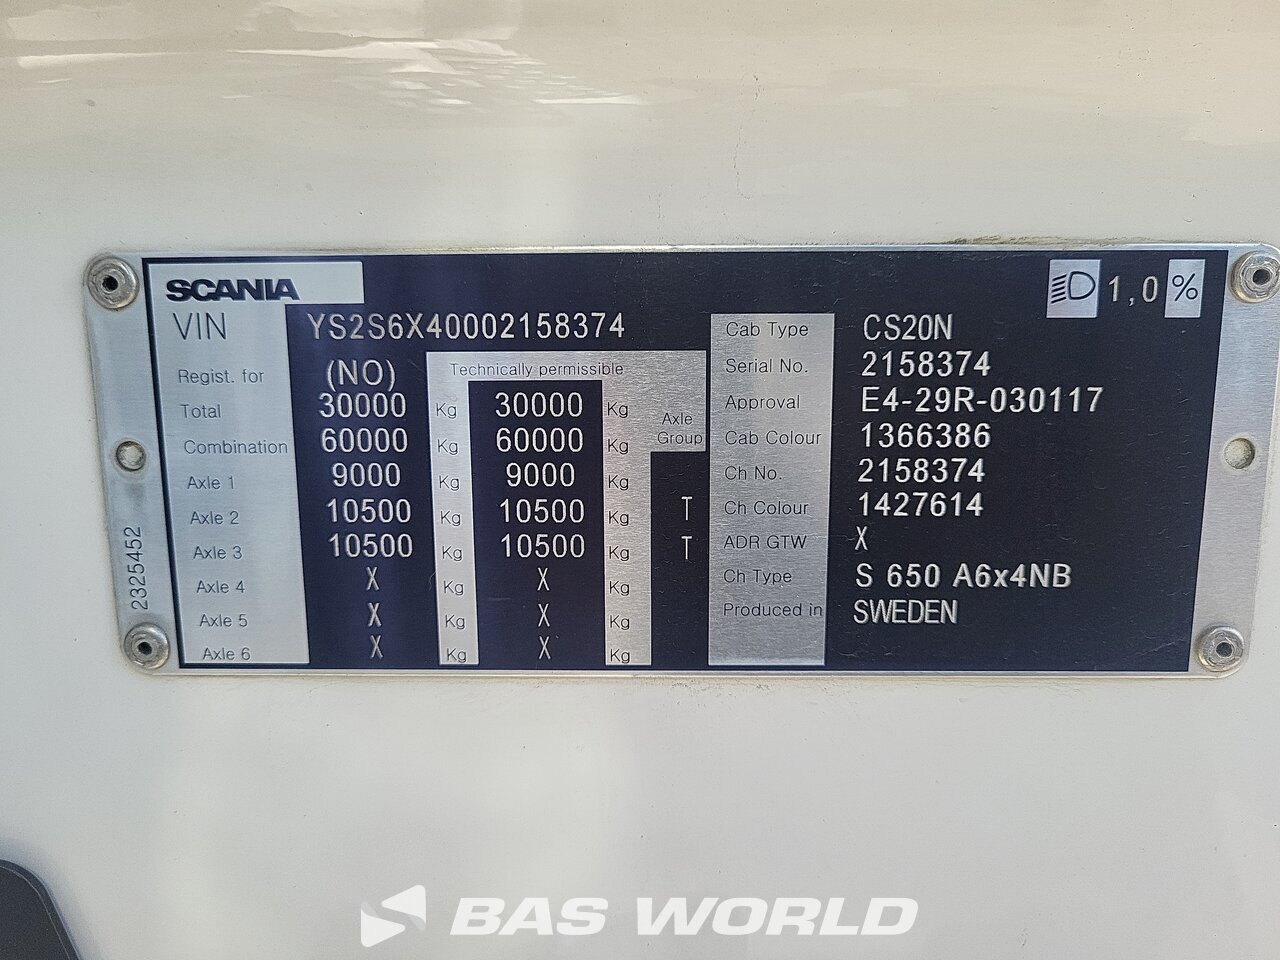 SCANIA
1,0 %
VIN YS2S6X40002158374
Regist. for (NO) Technically permissible
Total 30000 Kg 30000 Kg
Axle Group
Combination 60000 Kg 60000 Kg
Axle 1 9000 Kg 9000 Kg
Axle 2 10500 Kg 10500 Kg T
Axle 3 10500 Kg 10500 Kg T
Axle 4 X Kg X Kg
Axle 5 X Kg X Kg
Axle 6 X Kg X Kg
Cab Type CS20N
Serial No. 2158374
Approval E4-29R-030117
Cab Colour 1366386
Ch No. 2158374
Ch Colour 1427614
ADR GTW X
Ch Type S 650 A6x4NB
Produced in SWEDEN
2325452
BAS WORLD